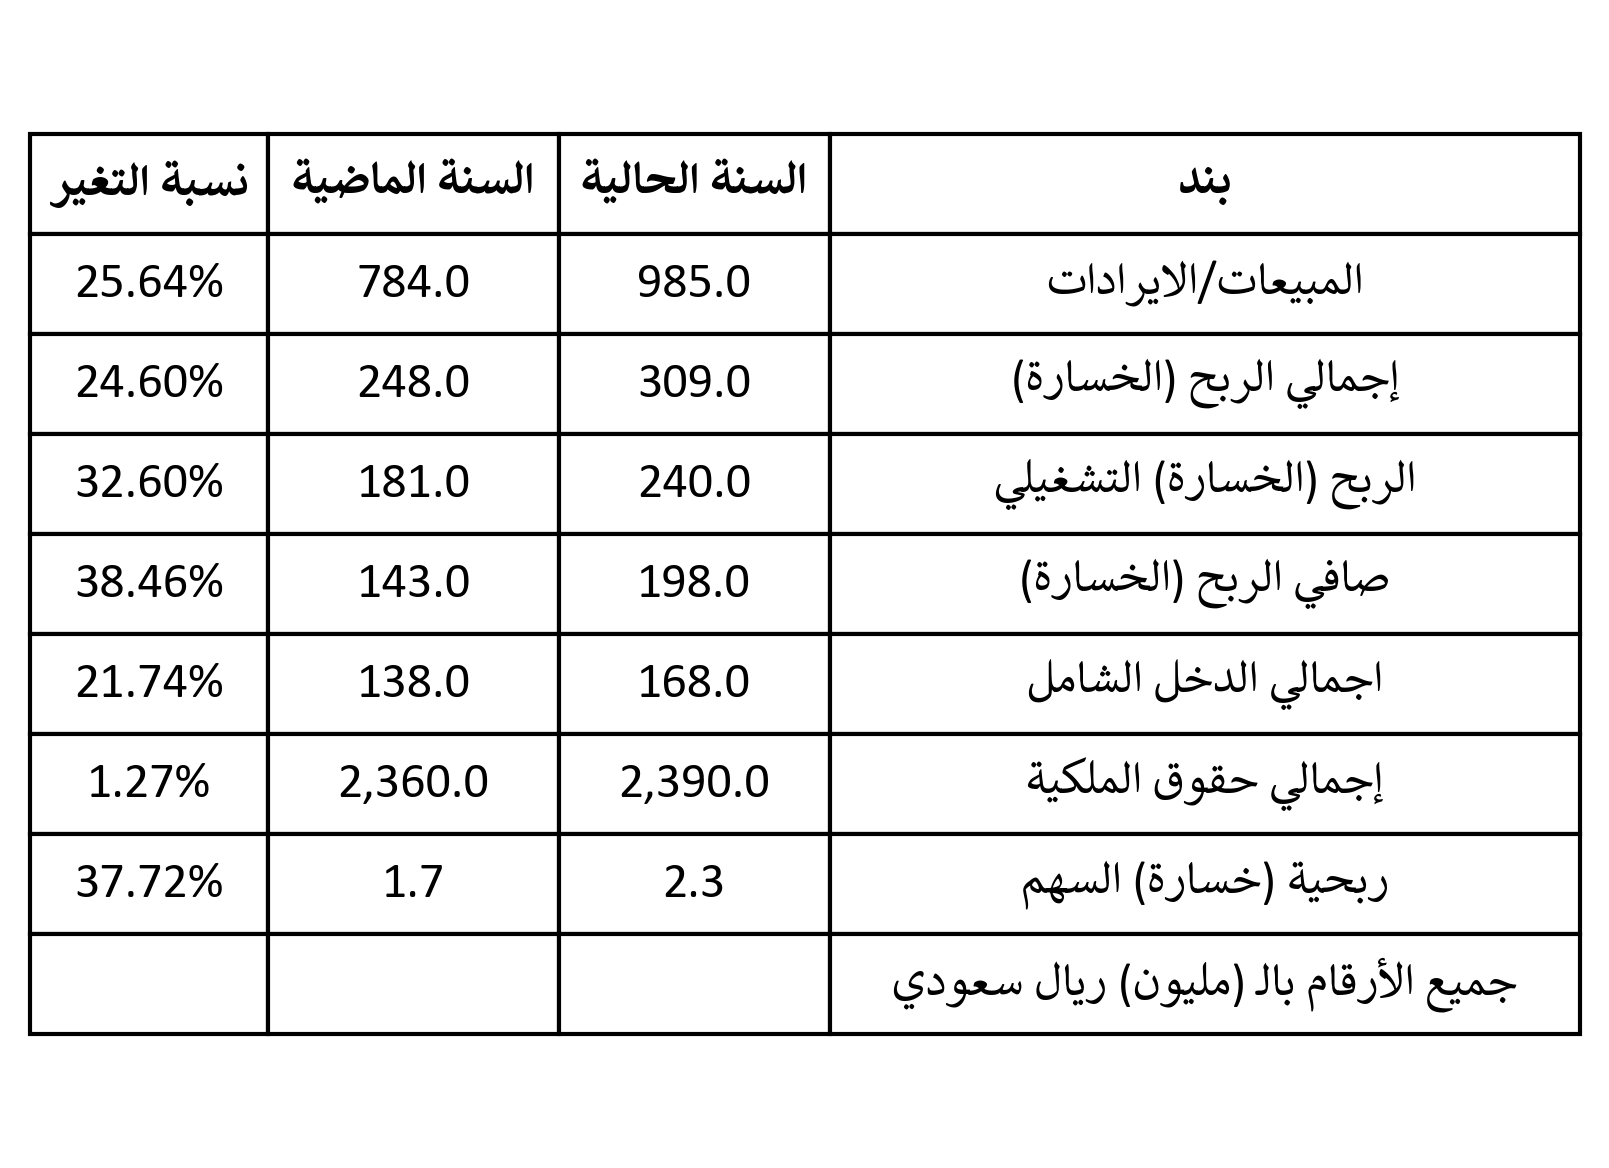 بند السنة الحالية السنة الماضية نسبة التغير
المبيعات/الايرادات 985.0 784.0 25.64%
إجمالي الربح (الخسارة) 309.0 248.0 24.60%
الربح (الخسارة) التشغيلي 240.0 181.0 32.60%
صافي الربح (الخسارة) 198.0 143.0 38.46%
اجمالي الدخل الشامل 168.0 138.0 21.74%
إجمالي حقوق الملكية 2,390.0 2,360.0 1.27%
ربحية (خسارة) السهم 2.3 1.7 37.72%
جميع الأرقام بالـ (مليون) ريال سعودي